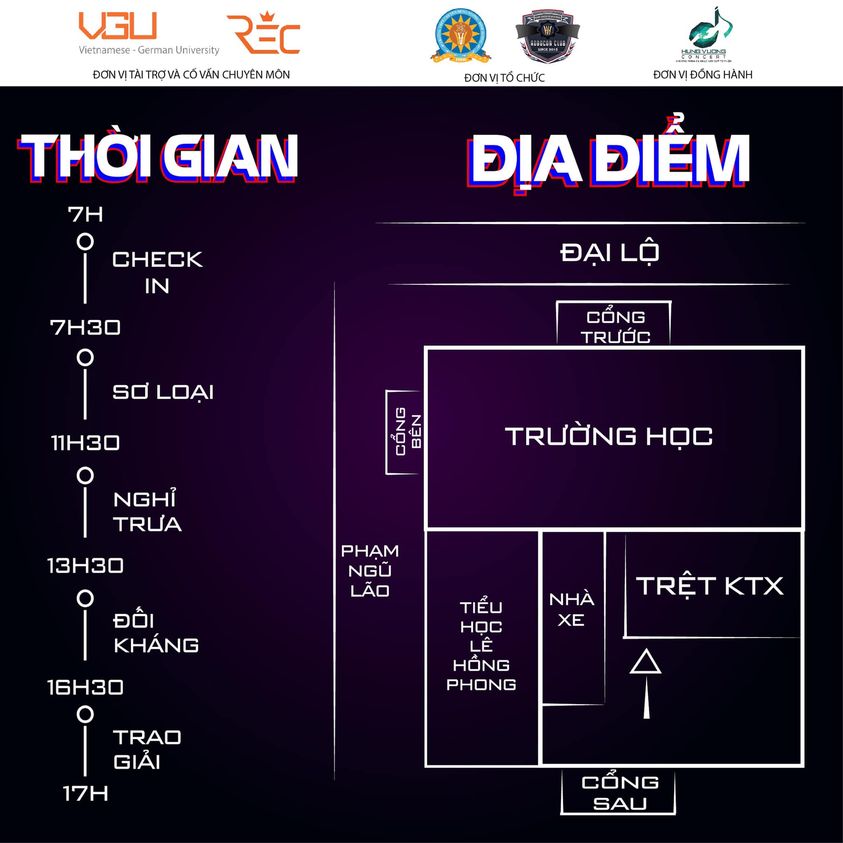 VGU
Vietnamese - German University
REC
ĐƠN VỊ TÀI TRỢ VÀ CỐ VẤN CHUYÊN MÔN
ROBOCON CLUB
ĐƠN VỊ TỔ CHỨC
HUNG VUONG
CONCERT
ĐƠN VỊ ĐỒNG HÀNH
THỜI GIAN
7H
CHECK
IN
7H30
SƠ LOẠI
11H30
NGHỈ
TRƯA
13H30
ĐỐI
KHÁNG
16H30
TRAO
GIẢI
17H
ĐỊA ĐIỂM
ĐẠI LỘ
CỔNG
TRƯỚC
CỔNG
BÊN
TRƯỜNG HỌC
PHẠM
NGŨ
LÃO
TIỂU
HỌC
LÊ
HỒNG
PHONG
NHÀ
XE
TRỆT KTX
CỔNG
SAU